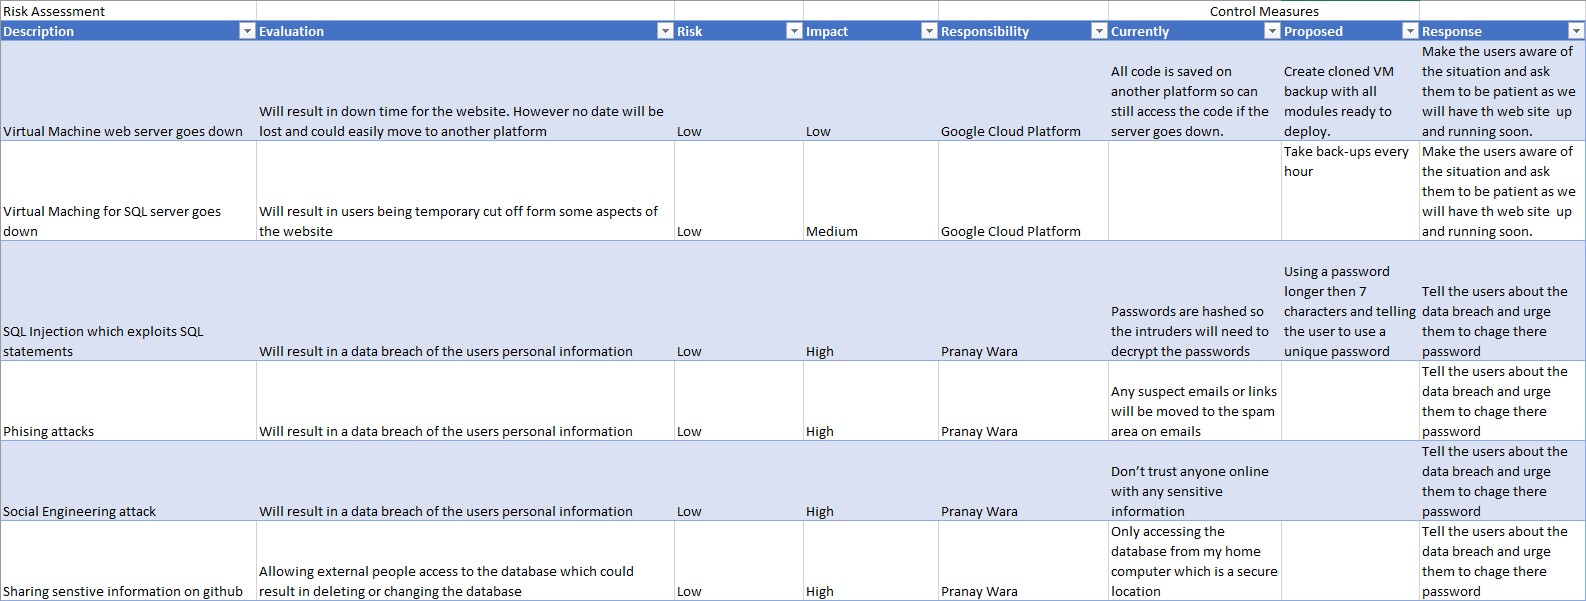 Risk Assessment
Control Measures
Description Evaluation Risk Impact Responsibility Currently Proposed Response
Virtual Machine web server goes down
Will result in down time for the website. However no date will be
lost and could easily move to another platform
Low
Low
Google Cloud Platform
All code is saved on
another platform so can
still access the code if the
server goes down.
Create cloned VM
backup with all
modules ready to
deploy.
Make the users aware of
the situation and ask
them to be patient as we
will have th web site  up
and running soon.
Virtual Maching for SQL server goes
down
Will result in users being temporary cut off form some aspects of
the website
Low
Medium
Google Cloud Platform
Take back-ups every
hour
Make the users aware of
the situation and ask
them to be patient as we
will have th web site  up
and running soon.
SQL Injection which exploits SQL
statements
Will result in a data breach of the users personal information
Low
High
Pranay Wara
Passwords are hashed so
the intruders will need to
decrypt the passwords
Using a password
longer then 7
characters and telling
the user to use a
unique password
Tell the users about the
data breach and urge
them to chage there
password
Phising attacks
Will result in a data breach of the users personal information
Low
High
Pranay Wara
Any suspect emails or links
will be moved to the spam
area on emails
Tell the users about the
data breach and urge
them to chage there
password
Social Engineering attack
Will result in a data breach of the users personal information
Low
High
Pranay Wara
Don’t trust anyone online
with any sensitive
information
Tell the users about the
data breach and urge
them to chage there
password
Sharing senstive information on github
Allowing external people access to the database which could
result in deleting or changing the database
Low
High
Pranay Wara
Only accessing the
database from my home
computer which is a secure
location
Tell the users about the
data breach and urge
them to chage there
password